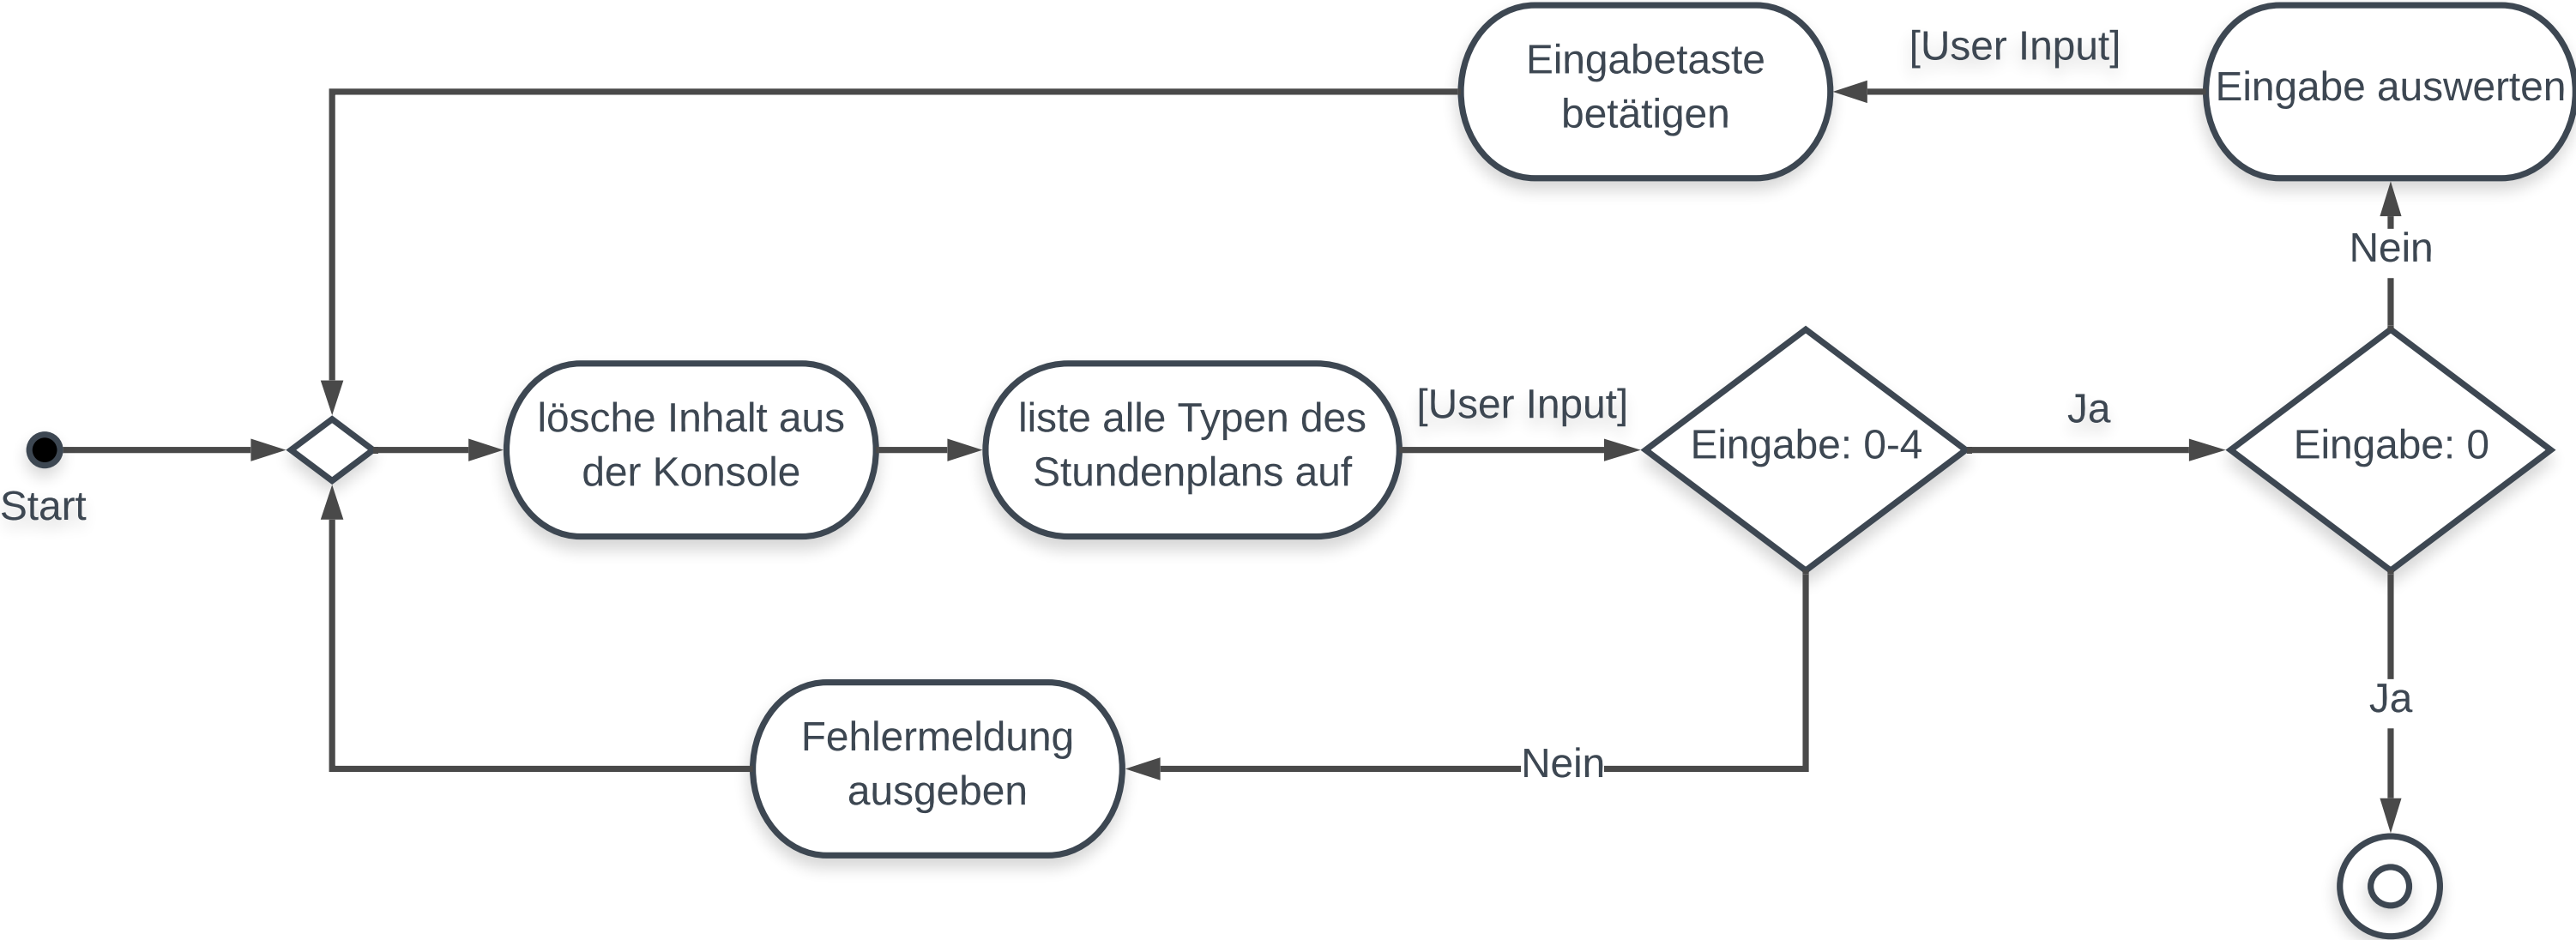 Eingabetaste
betätigen
[User Input]
Eingabe auswerten
Nein
Start
lösche Inhalt aus
der Konsole
liste alle Typen des
Stundenplans auf
[User Input]
Eingabe: 0-4
Ja
Eingabe: 0
Fehlermeldung
ausgeben
Nein
Ja